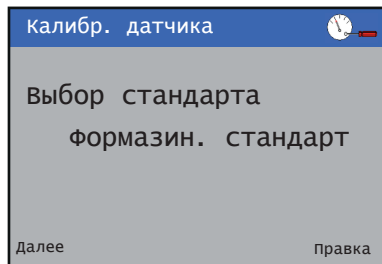 Калибр. датчика
Выбор стандарта
Формазин. стандарт
Далее
Правка